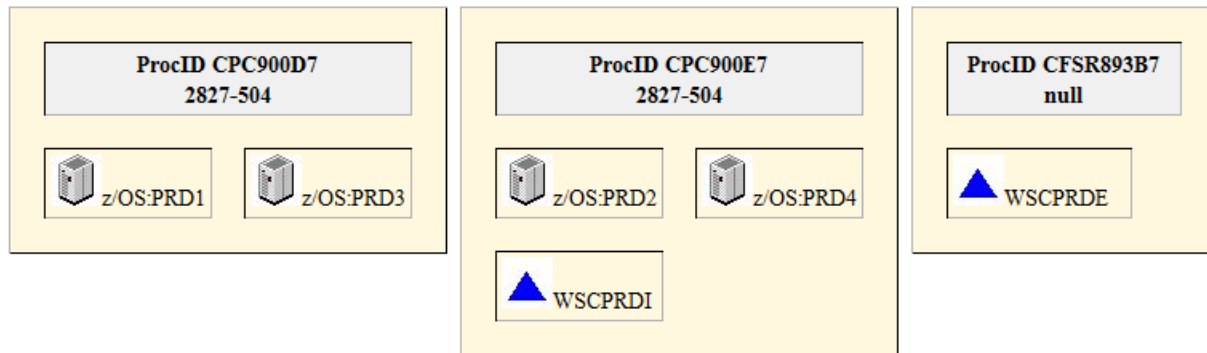 ProcID CPC900D7
2827-504
z/OS:PRD1
z/OS:PRD3
ProcID CPC900E7
2827-504
z/OS:PRD2
z/OS:PRD4
WSCPRDI
ProcID CFSR893B7
null
WSCPRDE